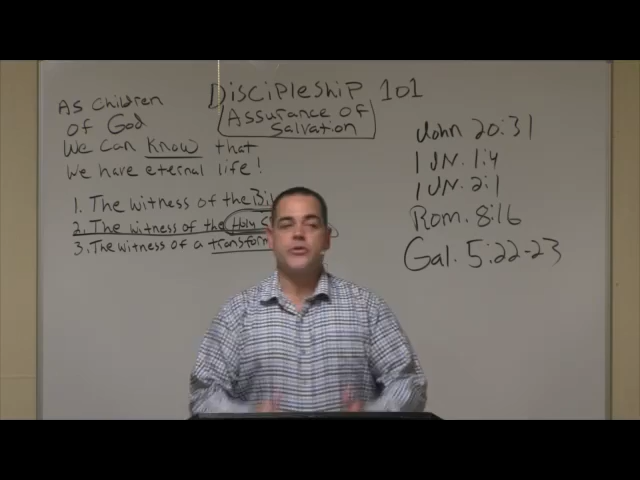 Discipleship 101
Assurance of
Salvation
As Children
of God
We can know that
We have eternal life!
1. The witness of the
2. The witness of the Holy
3. The witness of a
John 20:31
1 JN. 1:4
1 JN. 2:1
Rom. 8:16
Gal. 5:22-23